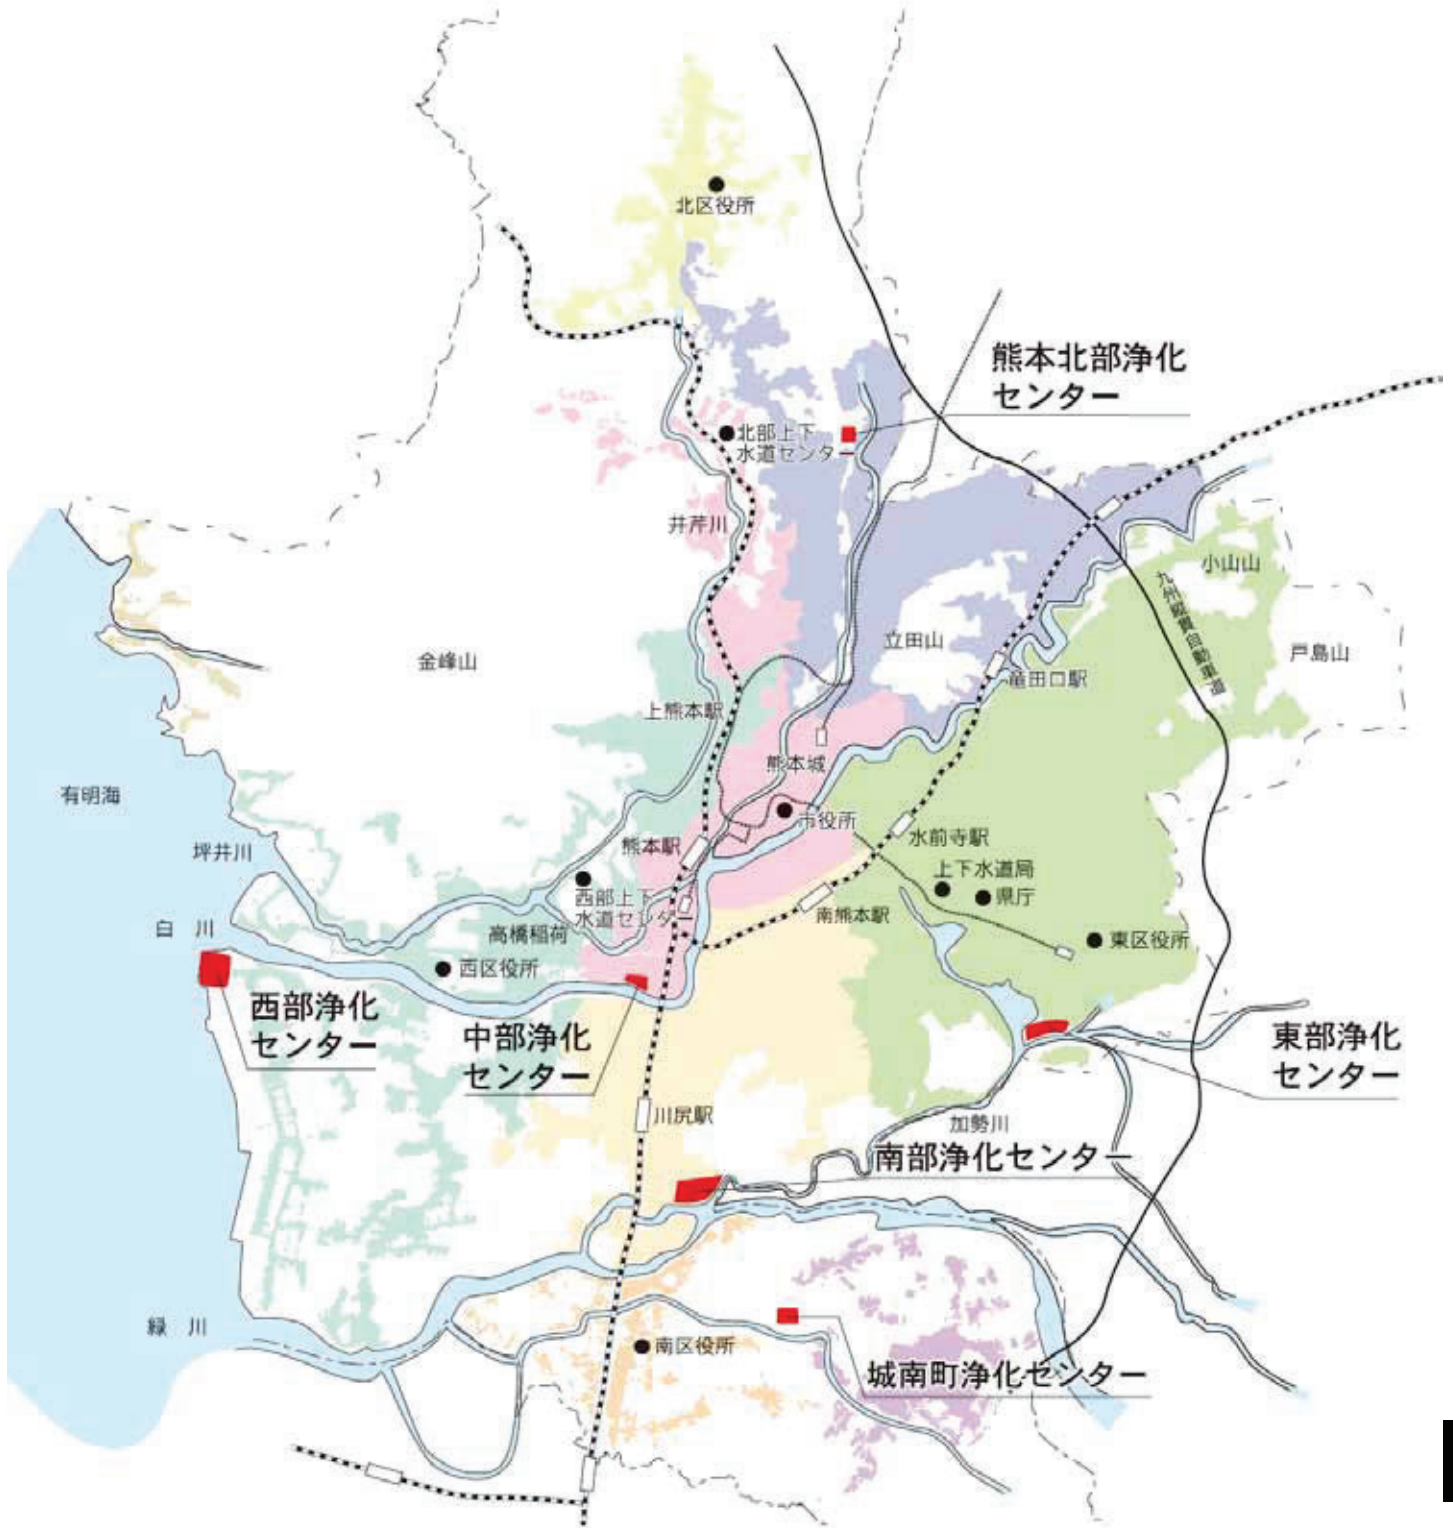 北区役所
熊本北部浄化
センター
北部上下
水道センター
井芹川
小山山
九州縦貫自動車道
立田山
戸島山
金峰山
竜田口駅
上熊本駅
熊本城
有明海
市役所
水前寺駅
坪井川
熊本駅
上下水道局
県庁
西部上下
水道センター
南熊本駅
白 川
高橋稲荷
東区役所
西区役所
西部浄化
センター
中部浄化
センター
東部浄化
センター
川尻駅
加勢川
南部浄化センター
緑 川
南区役所
城南町浄化センター